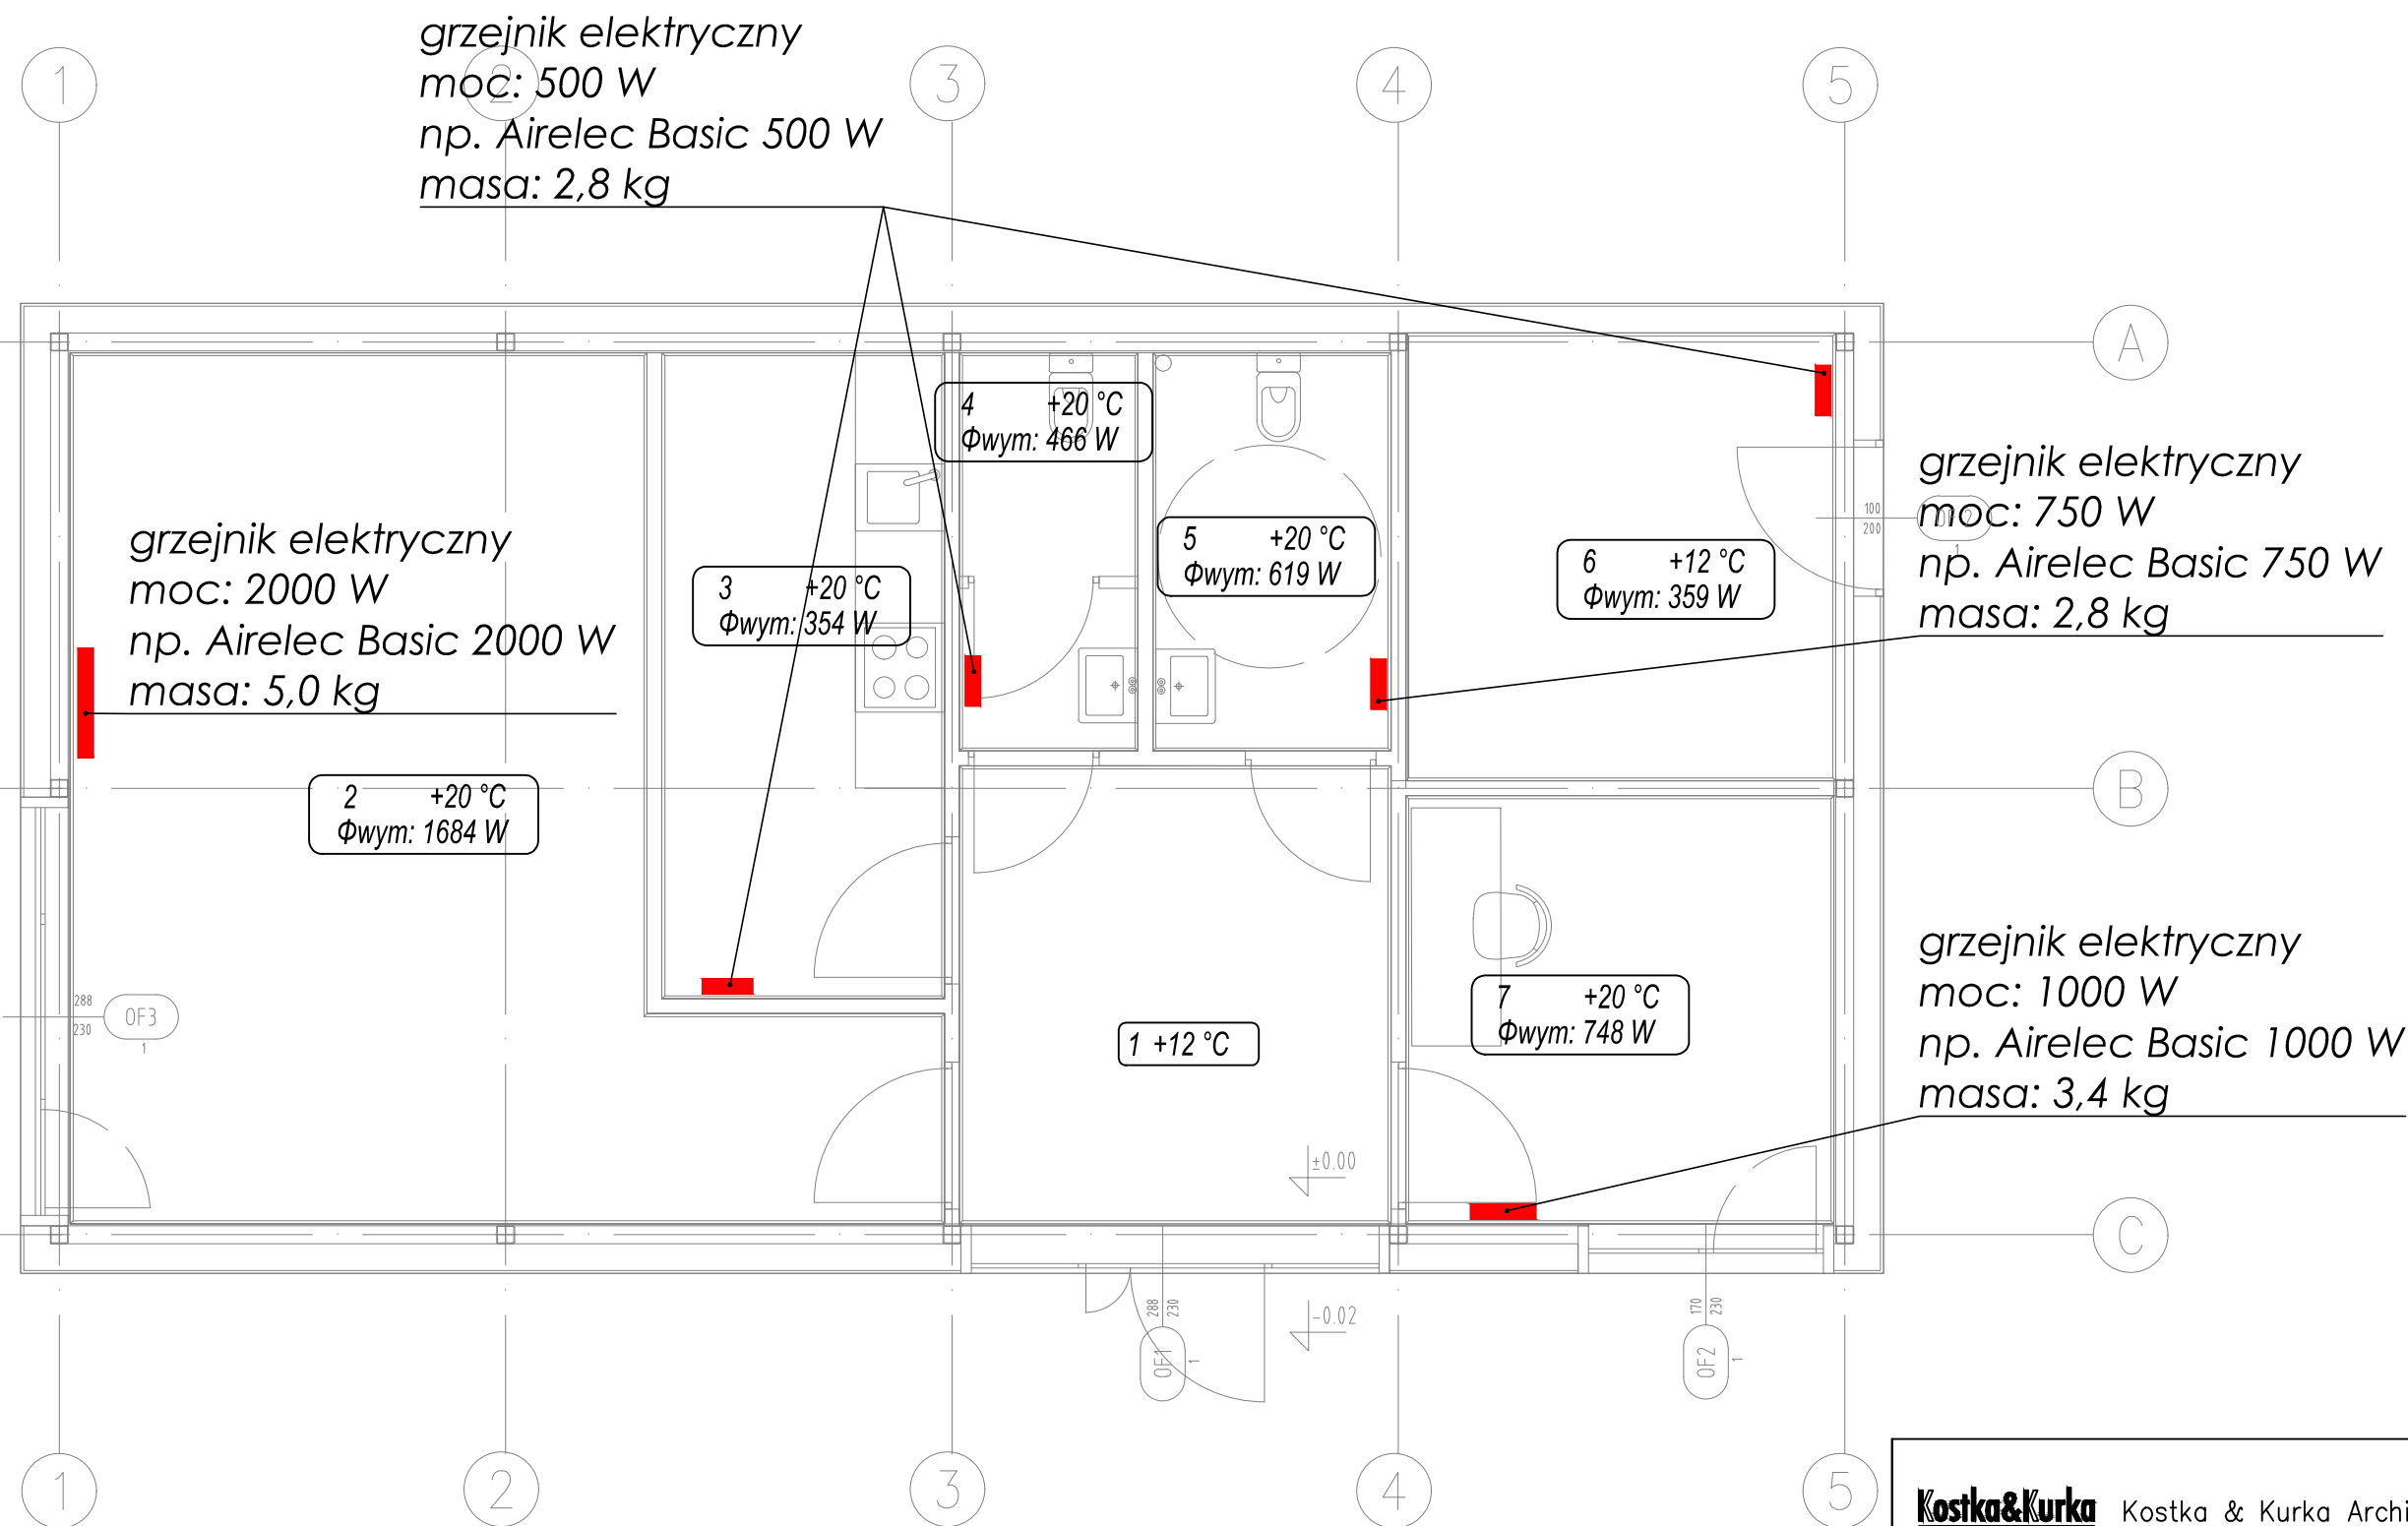 grzejnik elektryczny
moc: 500 W
np. Airelec Basic 500 W
masa: 2,8 kg
1
2
3
4
5
A
4 +20 °C
Φwym: 466 W
grzejnik elektryczny
moc: 750 W
np. Airelec Basic 750 W
masa: 2,8 kg
100
200
1
grzejnik elektryczny
moc: 2000 W
np. Airelec Basic 2000 W
masa: 5,0 kg
3 +20 °C
Φwym: 354 W
5 +20 °C
Φwym: 619 W
6 +12 °C
Φwym: 359 W
B
2 +20 °C
Φwym: 1684 W
grzejnik elektryczny
moc: 1000 W
np. Airelec Basic 1000 W
masa: 3,4 kg
288
230
OF3
1
1 +12 °C
7 +20 °C
Φwym: 748 W
±0.00
C
-0.02
288
230
OF1
1
170
230
OF2
1
1
2
3
4
5
Kostka&Kurka Kostka & Kurka Archi